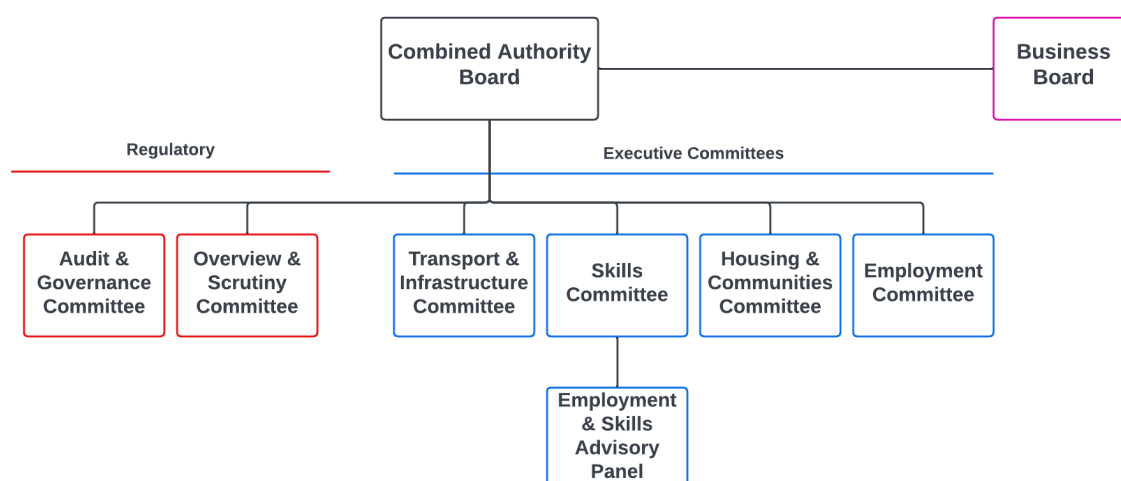 Combined Authority
Board
Business
Board
Regulatory
Executive Committees
Audit &
Governance
Committee
Overview &
Scrutiny
Committee
Transport &
Infrastructure
Committee
Skills
Committee
Housing &
Communities
Committee
Employment
Committee
Employment
& Skills
Advisory
Panel